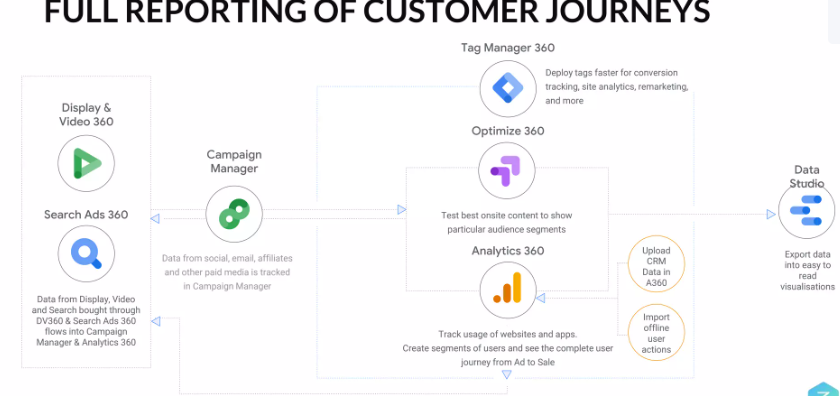 FULL REPORTING OF CUSTOMER JOURNEYS
Tag Manager 360
Deploy tags faster for conversion
tracking, site analytics, remarketing,
and more
Display &
Video 360
Optimize 360
Test best onsite content to show
particular audience segments
Campaign
Manager
Data from social, email, affiliates
and other paid media is tracked
in Campaign Manager
Data
Studio
Export data
into easy to
read
visualisations
Search Ads 360
Data from Display, Video
and Search bought through
DV360 & Search Ads 360
flows into Campaign
Manager & Analytics 360
Analytics 360
Track usage of websites and apps.
Create segments of users and see the complete user
journey from Ad to Sale
Upload
CRM
Data in
A360
Import
offline
user
actions